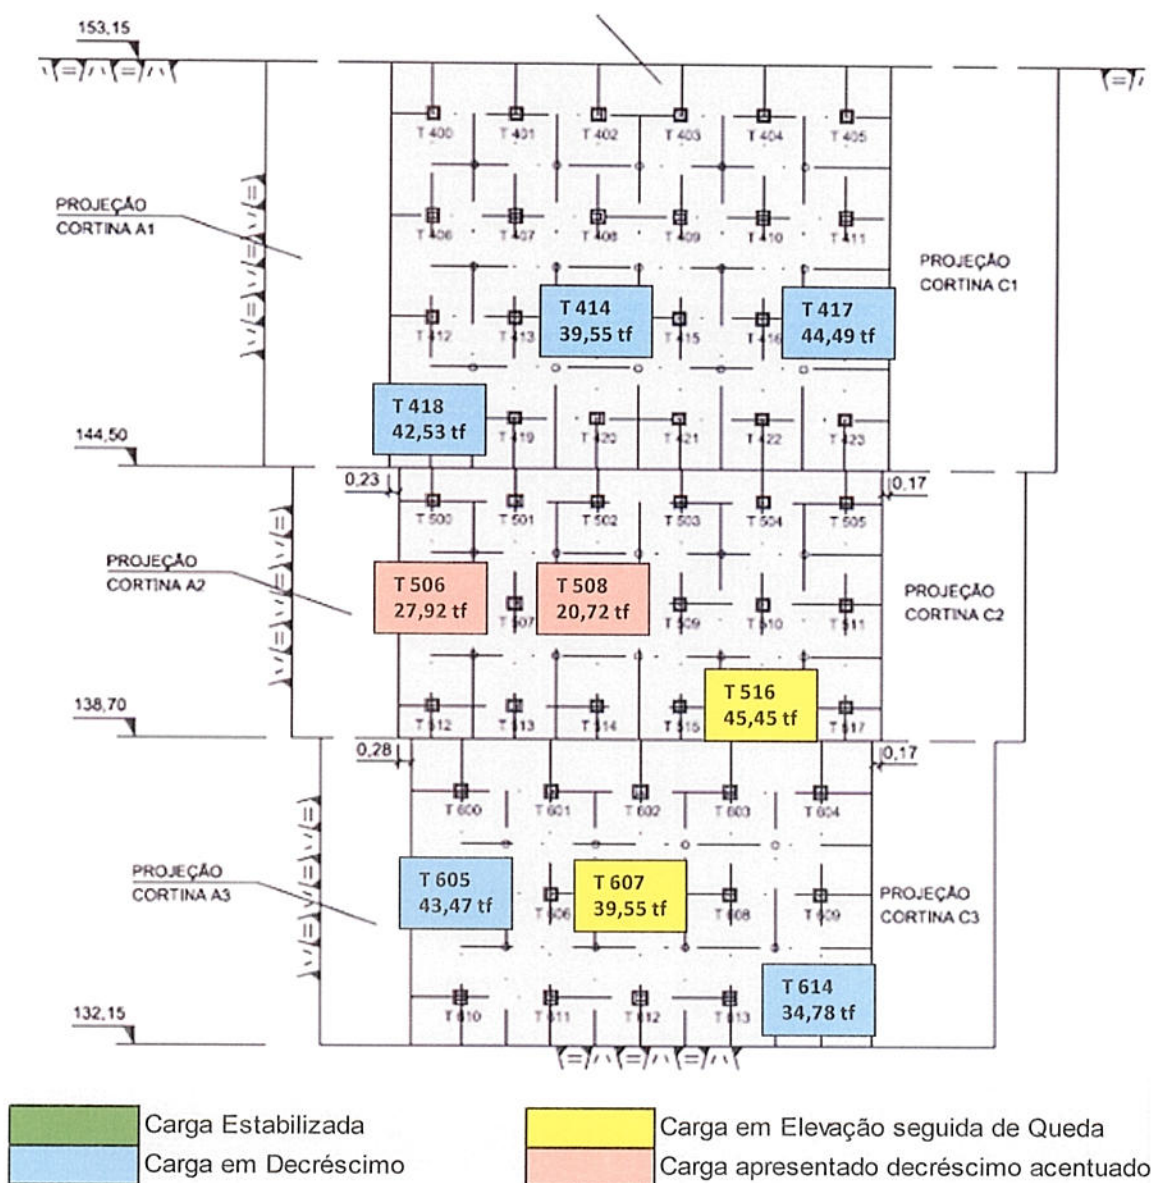 153,15
T 400 T 401 T 402 T 403 T 404 T 405
PROJEÇÃO
CORTINA A1
T 406 T 407 T 408 T 409 T 410 T 411
PROJEÇÃO
CORTINA C1
T 414
39,55 tf
T 417
44,49 tf
T 412 T 413 T 415 T 416
T 418
42,53 tf
T 419 T 420 T 421 T 422 T 423
144,50
0,23
0,17
T 500 T 501 T 502 T 503 T 504 T 505
PROJEÇÃO
CORTINA A2
T 506
27,92 tf
T 508
20,72 tf
PROJEÇÃO
CORTINA C2
T 507 T 509 T 510 T 511
T 516
45,45 tf
138,70
T 512 T 513 T 514 T 515 T 517
0,28
0,17
T 600 T 601 T 602 T 603 T 604
PROJEÇÃO
CORTINA A3
T 605
43,47 tf
T 607
39,55 tf
PROJEÇÃO
CORTINA C3
T 606 T 608 T 609
T 614
34,78 tf
132,15
T 610 T 611 T 612 T 613
Carga Estabilizada
Carga em Elevação seguida de Queda
Carga em Decréscimo
Carga apresentado decréscimo acentuado